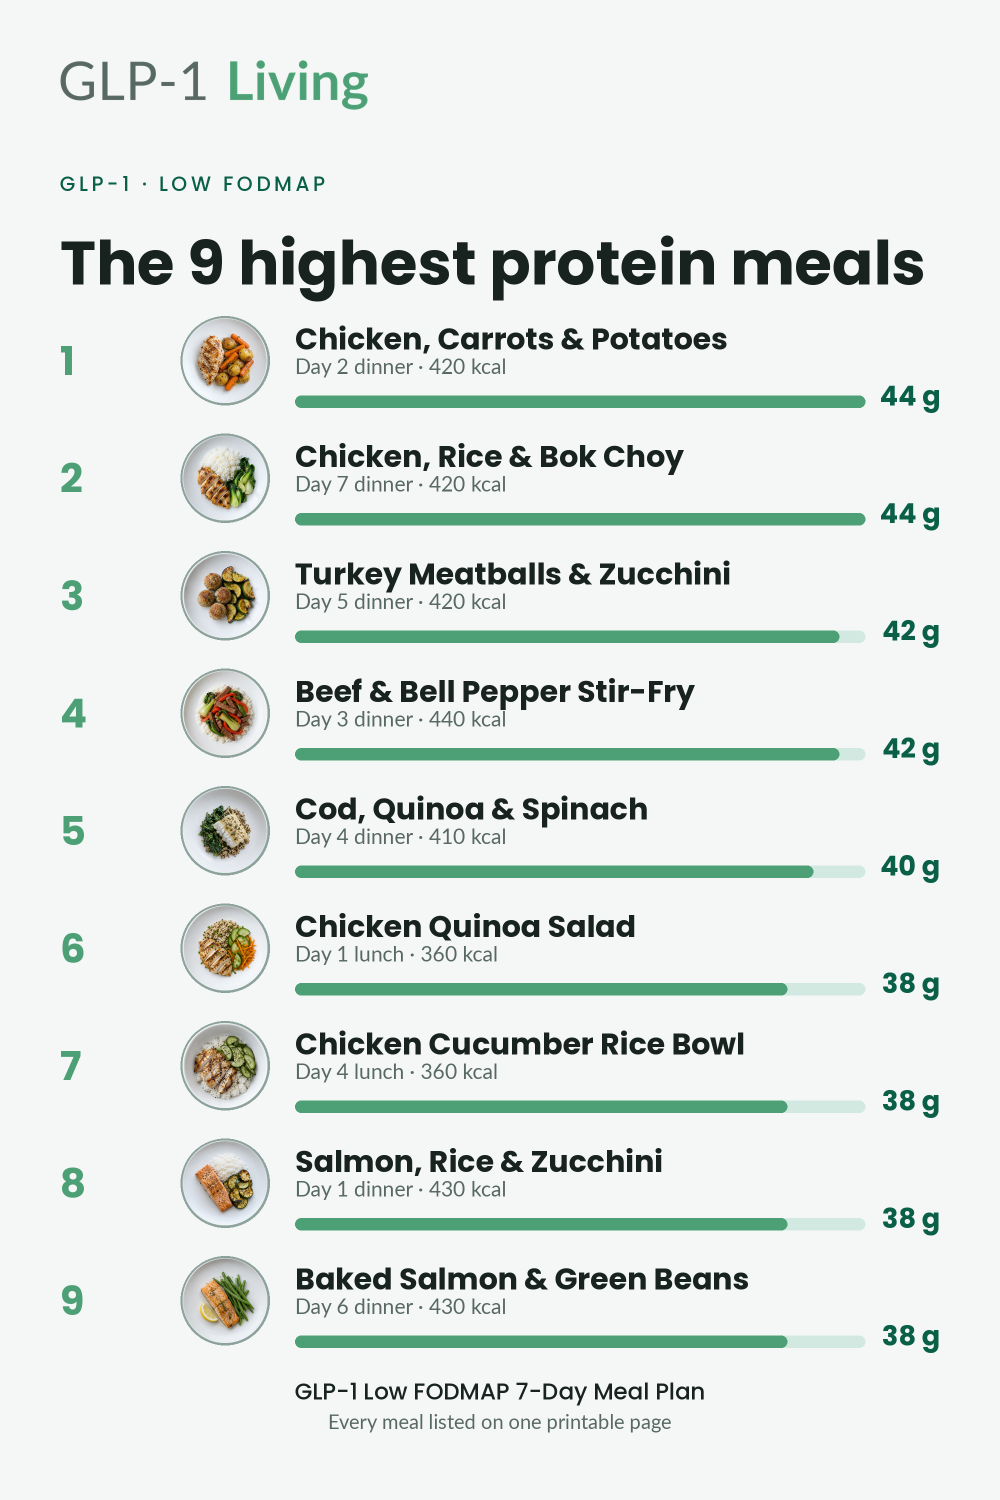 GLP-1 Living
GLP-1 · LOW FODMAP
The 9 highest protein meals
1
Chicken, Carrots & Potatoes
Day 2 dinner · 420 kcal
44 g
2
Chicken, Rice & Bok Choy
Day 7 dinner · 420 kcal
44 g
3
Turkey Meatballs & Zucchini
Day 5 dinner · 420 kcal
42 g
4
Beef & Bell Pepper Stir-Fry
Day 3 dinner · 440 kcal
42 g
5
Cod, Quinoa & Spinach
Day 4 dinner · 410 kcal
40 g
6
Chicken Quinoa Salad
Day 1 lunch · 360 kcal
38 g
7
Chicken Cucumber Rice Bowl
Day 4 lunch · 360 kcal
38 g
8
Salmon, Rice & Zucchini
Day 1 dinner · 430 kcal
38 g
9
Baked Salmon & Green Beans
Day 6 dinner · 430 kcal
38 g
GLP-1 Low FODMAP 7-Day Meal Plan
Every meal listed on one printable page